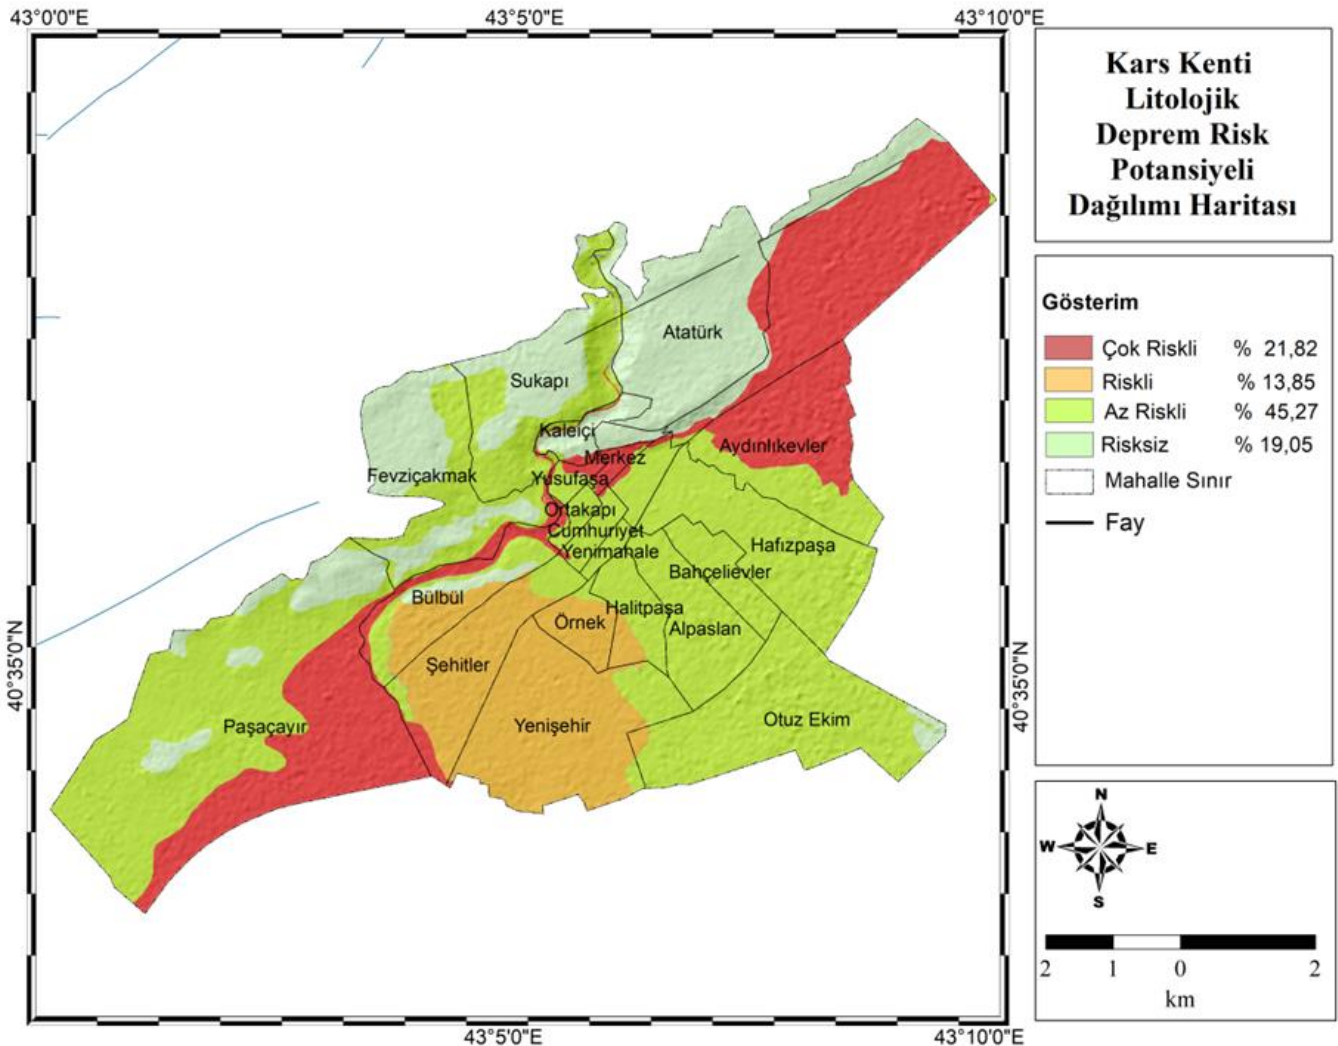 43°0'0"E
43°5'0"E
43°10'0"E
Kars Kenti
Litolojik
Deprem Risk
Potansiyeli
Dağılımı Haritası
Gösterim
Çok Riskli % 21,82
Riskli % 13,85
Az Riskli % 45,27
Risksiz % 19,05
Mahalle Sınır
Fay
Atatürk
Sukapı
Kaleiçi
Aydınlıkevler
Merkez
Fevziçakmak
Yusufaşa
Ortakapı
Cumhuriyet
Yenimahale
Hafızpaşa
Bahçelievler
Bülbül
Halitpaşa
Örnek
Alpaslan
Şehitler
Otuz Ekim
Yenişehir
Paşaçayır
40°35'0"N
40°35'0"N
N
W
E
S
2 1 0 2
km
43°5'0"E
43°10'0"E